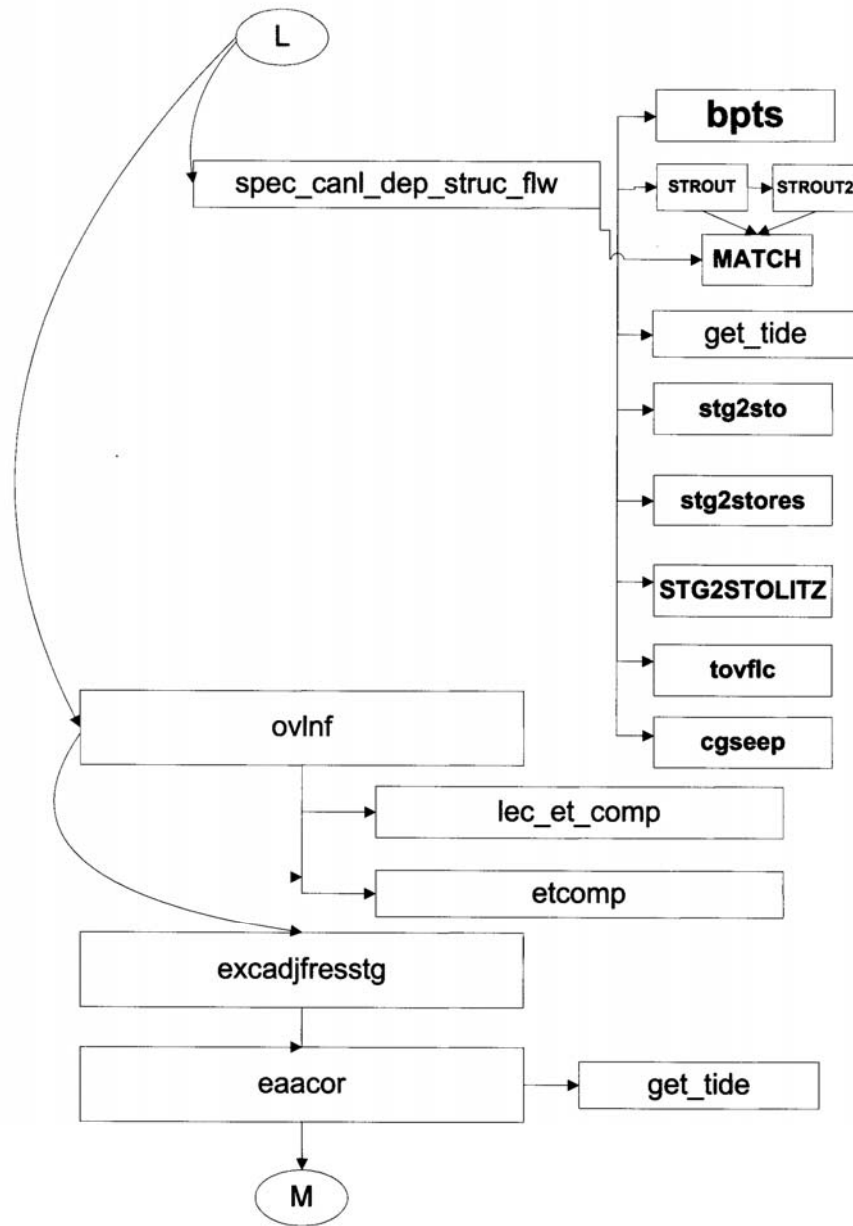 L
bpts
spec_canl_dep_struc_flw
STROUT
STROUT2
MATCH
get_tide
stg2sto
stg2stores
STG2STOLITZ
tovflc
ovlnf
cgseep
lec_et_comp
etcomp
excadjfresstg
eaacor
get_tide
M